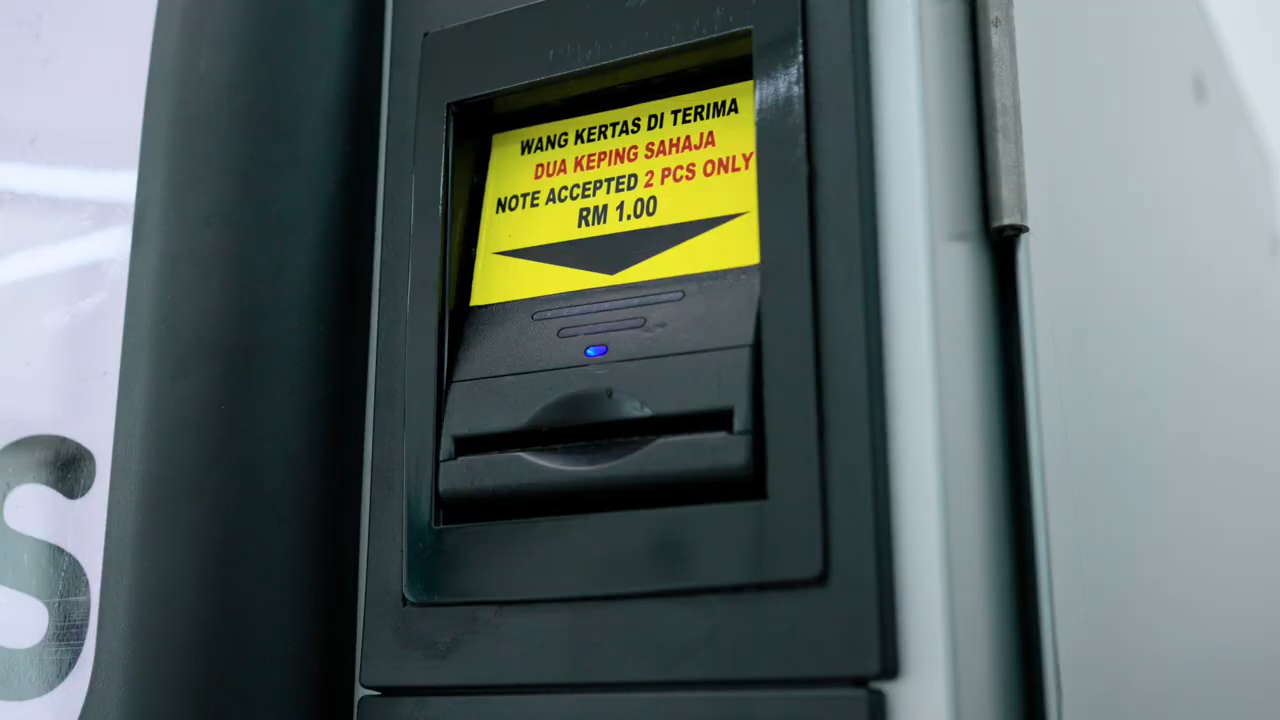 WANG KERTAS DI TERIMA
DUA KEPING SAHAJA
NOTE ACCEPTED 2 PCS ONLY
RM 1.00
S